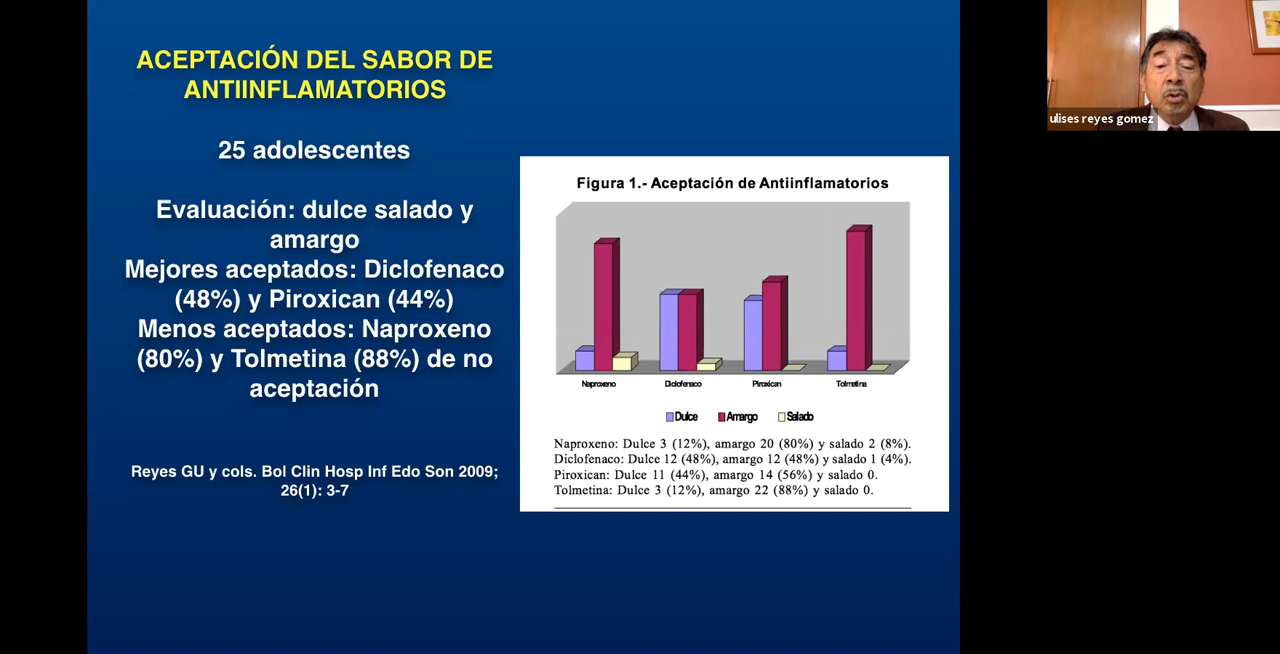 ACEPTACIÓN DEL SABOR DE
ANTIINFLAMATORIOS
25 adolescentes
Evaluación: dulce salado y
amargo
Mejores aceptados: Diclofenaco
(48%) y Piroxican (44%)
Menos aceptados: Naproxeno
(80%) y Tolmetina (88%) de no
aceptación
Reyes GU y cols. Bol Clin Hosp Inf Edo Son 2009;
26(1): 3-7
Figura 1.- Aceptación de Antiinflamatorios
Naproxeno Diclofenaco Piroxican Tolmetina
Dulce Amargo Salado
Naproxeno: Dulce 3 (12%), amargo 20 (80%) y salado 2 (8%).
Diclofenaco: Dulce 12 (48%), amargo 12 (48%) y salado 1 (4%).
Piroxican: Dulce 11 (44%), amargo 14 (56%) y salado 0.
Tolmetina: Dulce 3 (12%), amargo 22 (88%) y salado 0.
ulises reyes gomez